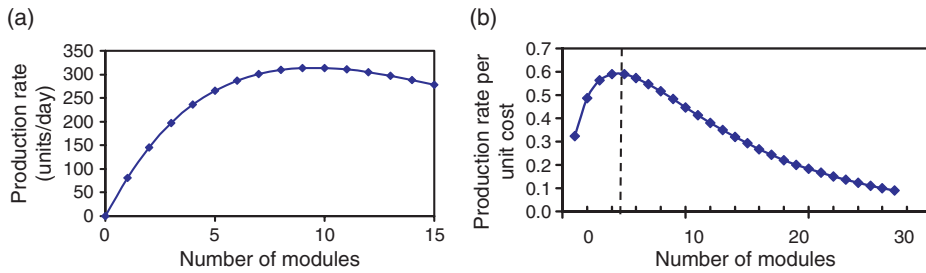 (a)
Production rate
(units/day)
350
300
250
200
150
100
50
0
0 5 10 15
Number of modules
(b)
Production rate per
unit cost
0.7
0.6
0.5
0.4
0.3
0.2
0.1
0.0
0 10 20 30
Number of modules